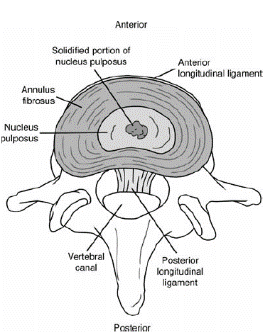 Anterior
Solidified portion of
nucleus pulposus
Anterior
longitudinal ligament
Annulus
fibrosus
Nucleus
pulposus
Vertebral
canal
Posterior
longitudinal
ligament
Posterior